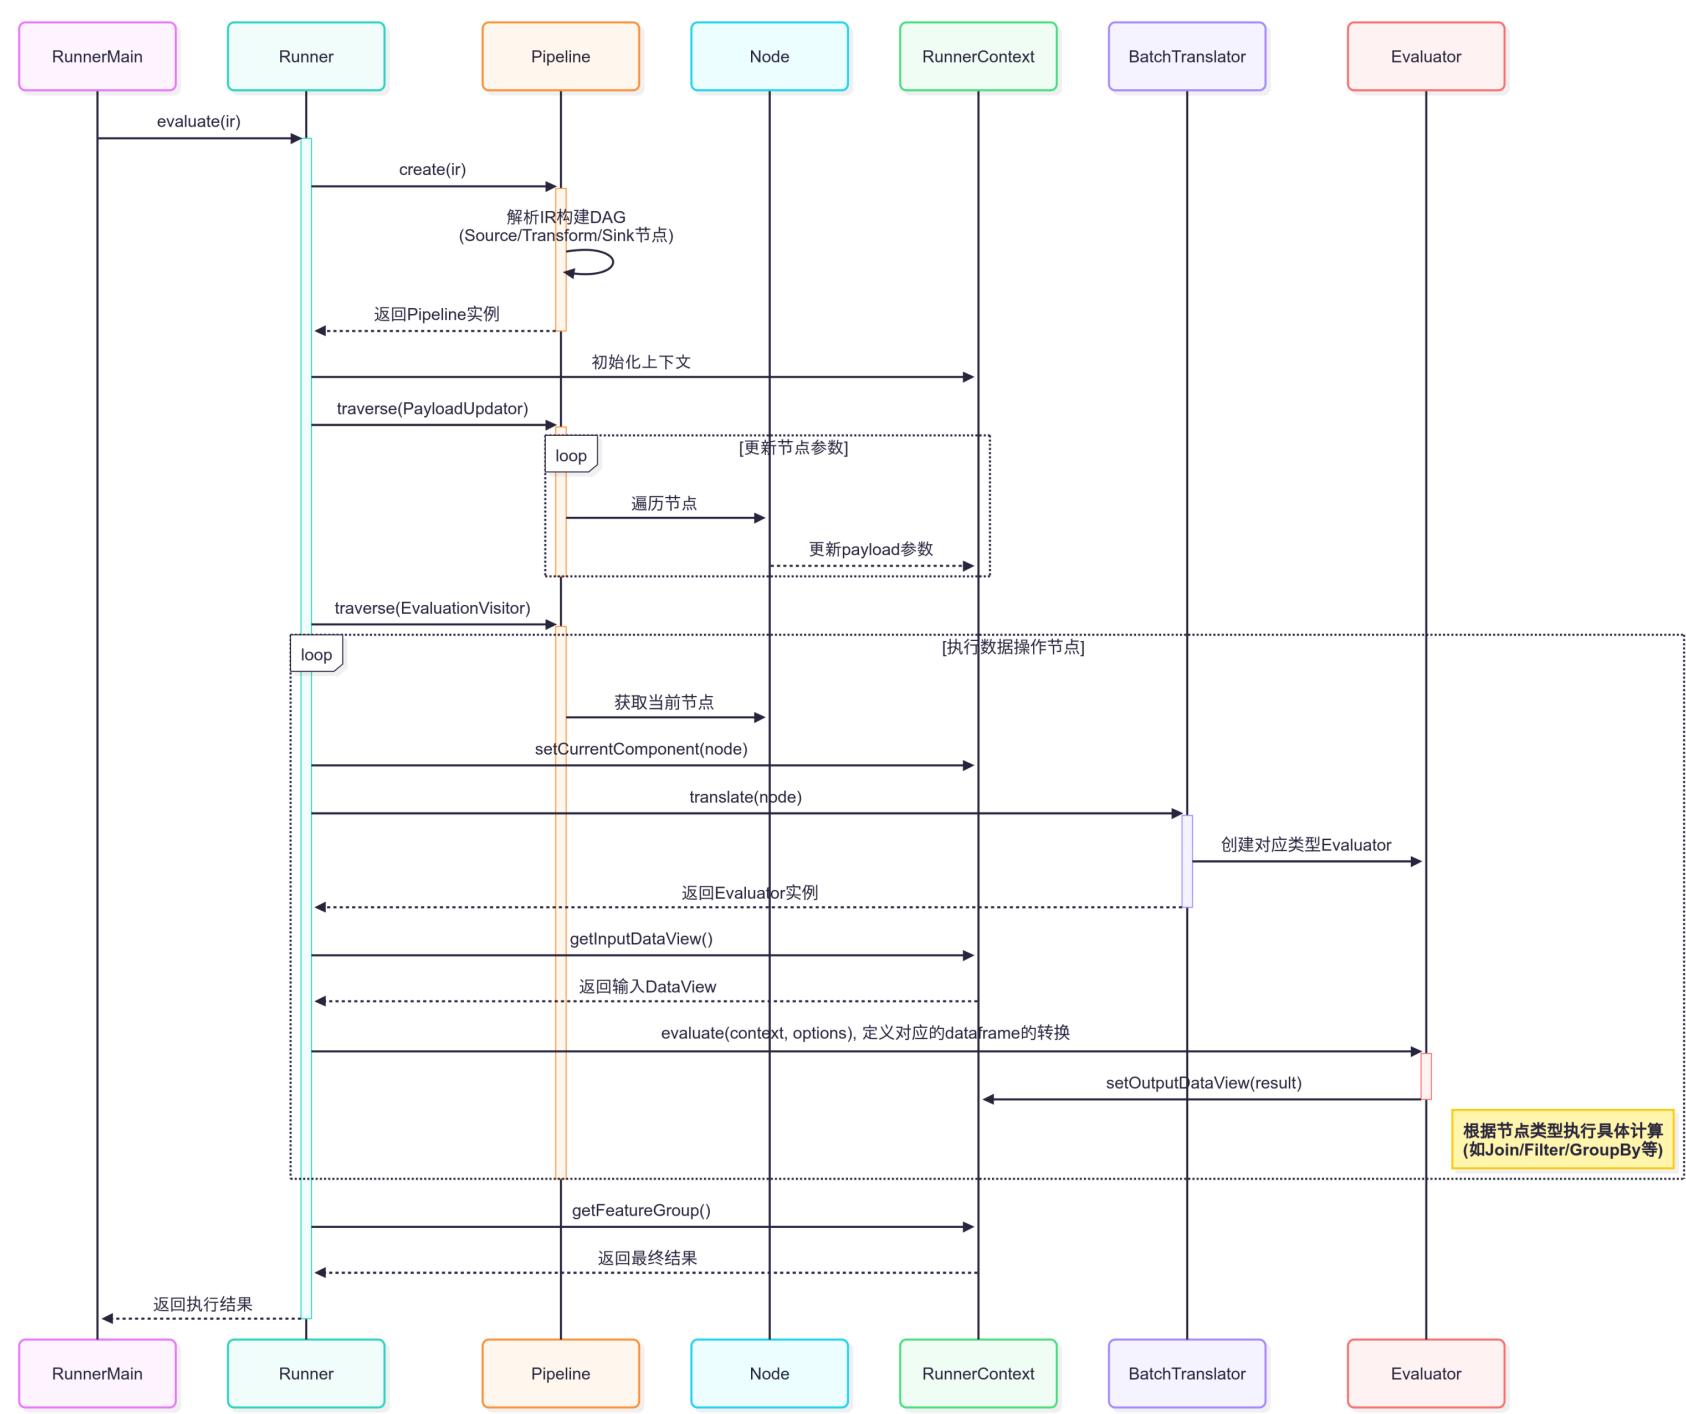 RunnerMain
Runner
Pipeline
Node
RunnerContext
BatchTranslator
Evaluator
evaluate(ir)
create(ir)
解析IR构建DAG
(Source/Transform/Sink节点)
返回Pipeline实例
初始化上下文
traverse(PayloadUpdator)
loop
[更新节点参数]
遍历节点
更新payload参数
traverse(EvaluationVisitor)
loop
[执行数据操作节点]
获取当前节点
setCurrentComponent(node)
translate(node)
创建对应类型Evaluator
返回Evaluator实例
getInputDataView()
返回输入DataView
evaluate(context, options), 定义对应的dataframe的转换
setOutputDataView(result)
根据节点类型执行具体计算
(如Join/Filter/GroupBy等)
getFeatureGroup()
返回最终结果
返回执行结果
RunnerMain
Runner
Pipeline
Node
RunnerContext
BatchTranslator
Evaluator